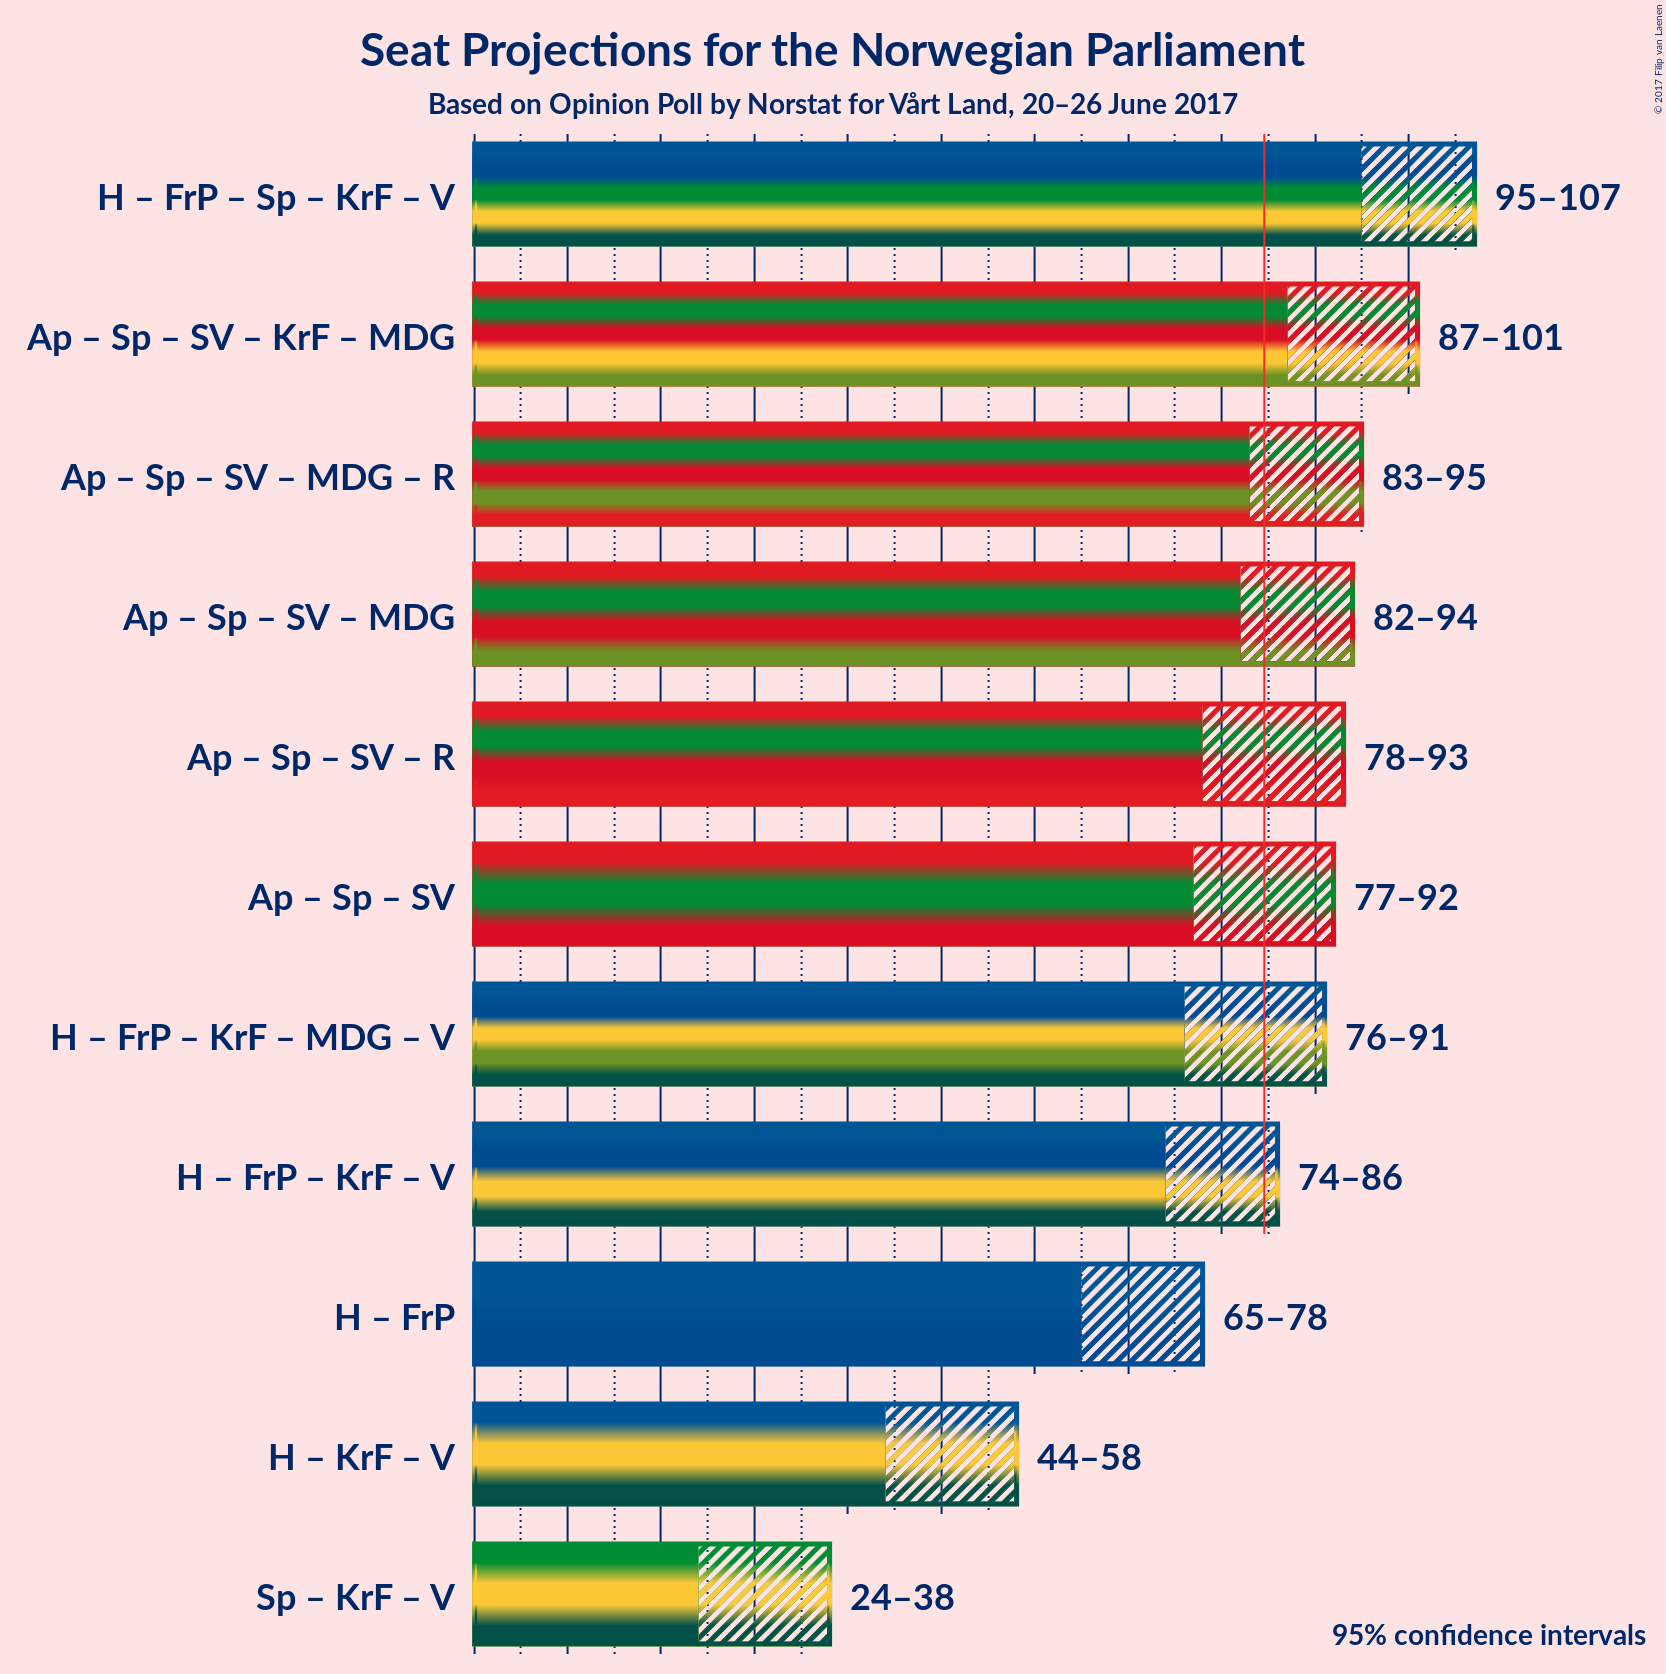 Seat Projections for the Norwegian Parliament
Based on Opinion Poll by Norstat for Vårt Land, 20–26 June 2017
© 2017 Filip van Laenen
H – FrP – Sp – KrF – V 95–107
Ap – Sp – SV – KrF – MDG 87–101
Ap – Sp – SV – MDG – R 83–95
Ap – Sp – SV – MDG 82–94
Ap – Sp – SV – R 78–93
Ap – Sp – SV 77–92
H – FrP – KrF – MDG – V 76–91
H – FrP – KrF – V 74–86
H – FrP 65–78
H – KrF – V 44–58
Sp – KrF – V 24–38
95% confidence intervals